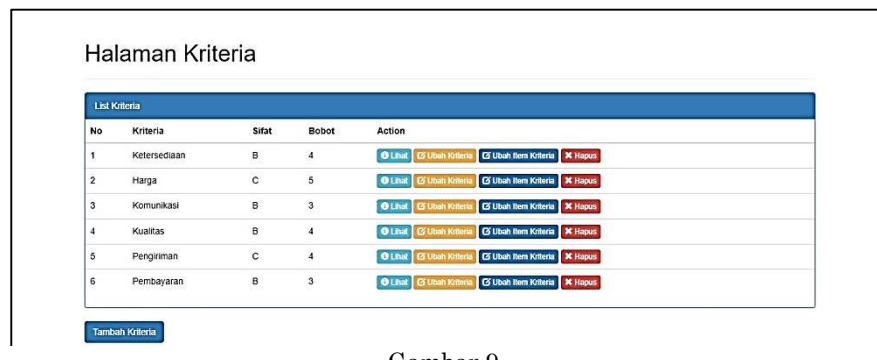 Halaman Kriteria
List Kriteria
No Kriteria Sifat Bobot Action
1 Ketersediaan B 4 Lihat Ubah Kriteria Ubah Item Kriteria Hapus
2 Harga C 5 Lihat Ubah Kriteria Ubah Item Kriteria Hapus
3 Komunikasi B 3 Lihat Ubah Kriteria Ubah Item Kriteria Hapus
4 Kualitas B 4 Lihat Ubah Kriteria Ubah Item Kriteria Hapus
5 Pengiriman C 4 Lihat Ubah Kriteria Ubah Item Kriteria Hapus
6 Pembayaran B 3 Lihat Ubah Kriteria Ubah Item Kriteria Hapus
Tambah Kriteria
Gambar 9